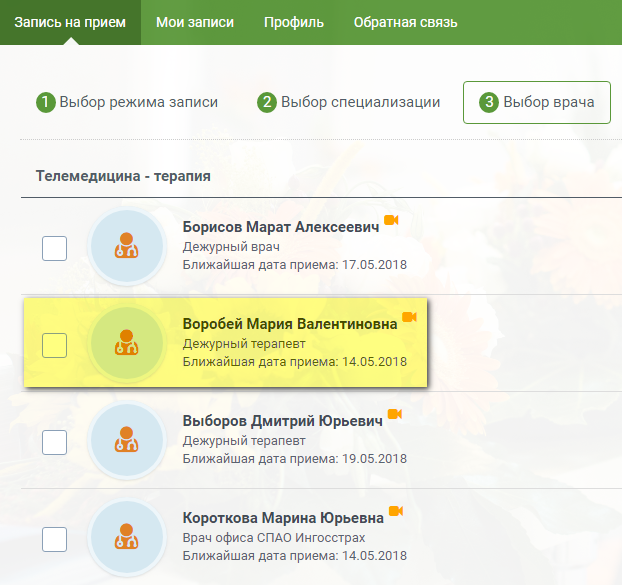 Запись на прием Мои записи Профиль Обратная связь
1 Выбор режима записи 2 Выбор специализации 3 Выбор врача
Телемедицина - терапия
Борисов Марат Алексеевич
Дежурный врач
Ближайшая дата приема: 17.05.2018
Воробей Мария Валентиновна
Дежурный терапевт
Ближайшая дата приема: 14.05.2018
Выборов Дмитрий Юрьевич
Дежурный терапевт
Ближайшая дата приема: 19.05.2018
Короткова Марина Юрьевна
Врач офиса СПАО Ингосстрах
Ближайшая дата приема: 14.05.2018